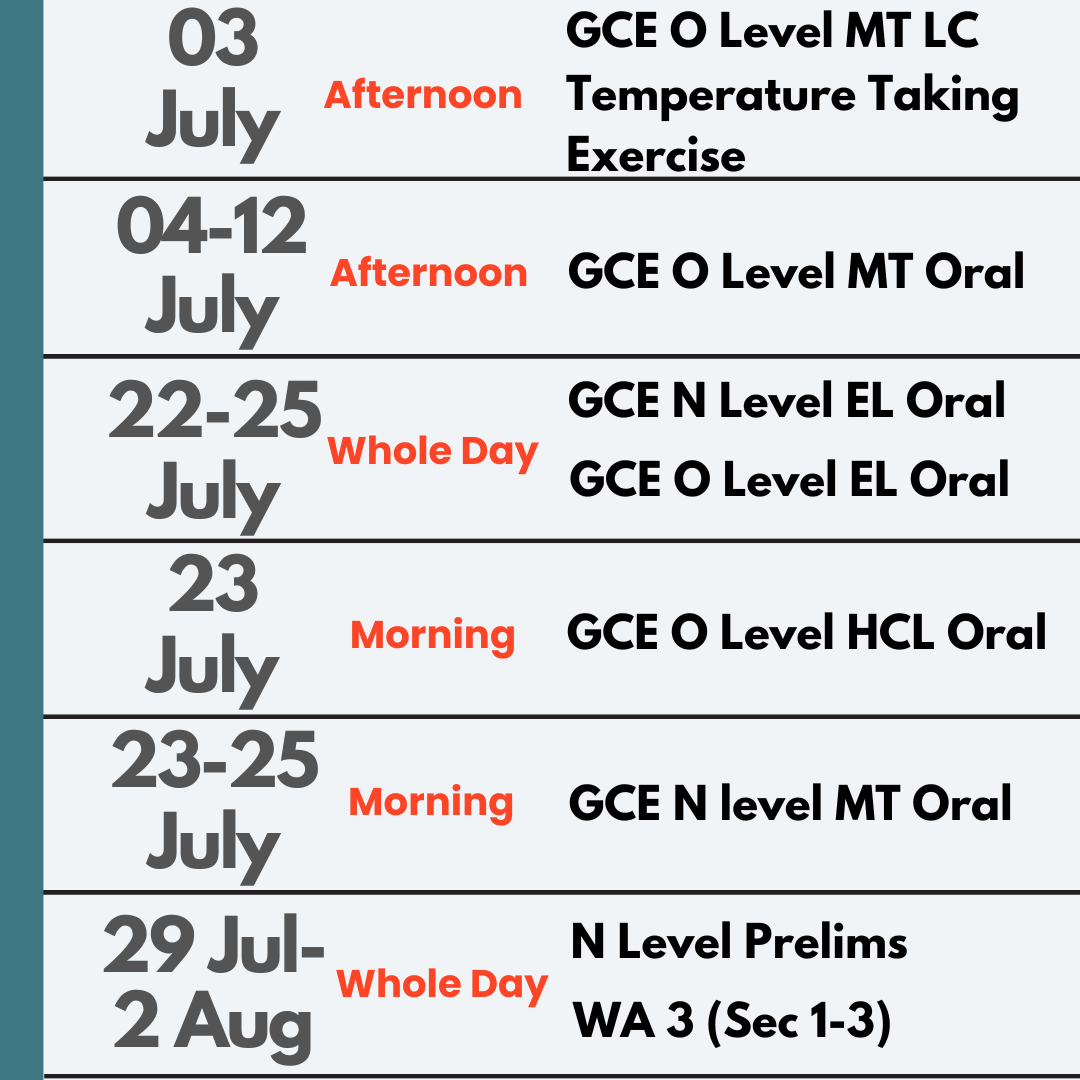 03
July
Afternoon
GCE O Level MT LC
Temperature Taking
Exercise
04-12
July
Afternoon
GCE O Level MT Oral
22-25
July
Whole Day
GCE N Level EL Oral
GCE O Level EL Oral
23
July
Morning
GCE O Level HCL Oral
23-25
July
Morning
GCE N level MT Oral
29 Jul-
2 Aug
Whole Day
N Level Prelims
WA 3 (Sec 1-3)